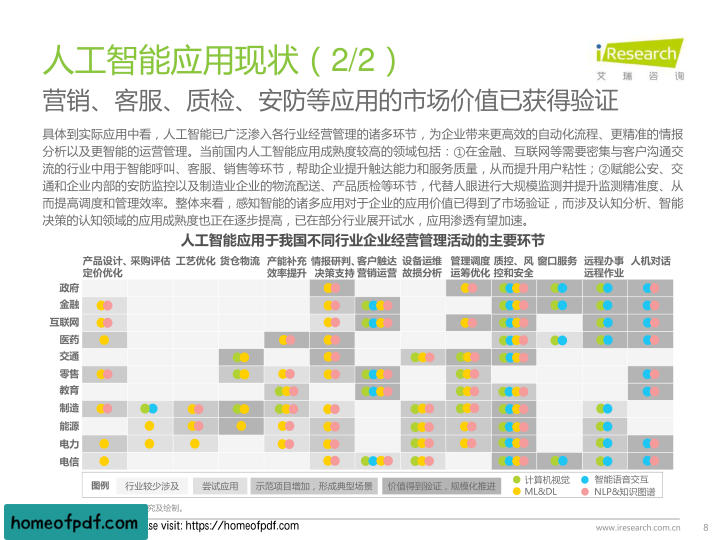 人工智能应用现状（2/2）
iResearch
艾 瑞 咨 询
营销、客服、质检、安防等应用的市场价值已获得验证
具体到实际应用中看，人工智能已广泛渗入各行业经营管理的诸多环节，为企业带来更高效的自动化流程、更精准的情报
分析以及更智能的运营管理。当前国内人工智能应用成熟度较高的领域包括：①在金融、互联网等需要密集与客户沟通交
流的行业中用于智能呼叫、客服、销售等环节，帮助企业提升触达能力和服务质量，从而提升用户粘性；②赋能公安、交
通和企业内部的安防监控以及制造业企业的物流配送、产品质检等环节，代替人眼进行大规模监测并提升监测精准度、从
而提高调度和管理效率。整体来看，感知智能的诸多应用对于企业的应用价值已得到了市场验证，而涉及认知分析、智能
决策的认知领域的应用成熟度也正在逐步提高，已在部分行业展开试水，应用渗透有望加速。
人工智能应用于我国不同行业企业经营管理活动的主要环节
产品设计、 采购评估 工艺优化 货仓物流 产能补充 情报研判、 客户触达 设备运维 管理调度 质控、风 窗口服务 远程办事 人机对话
定价优化 效率提升 决策支持 营销运营 故损分析 运筹优化 控和安全 远程作业
政府
金融
互联网
医药
交通
零售
教育
制造
能源
电力
电信
图例 行业较少涉及 尝试应用 示范项目增加，形成典型场景 价值得到验证，规模化推进
计算机视觉 智能语音交互
ML&DL NLP&知识图谱
究及绘制。
homeofpdf.com
se visit: https://homeofpdf.com
www.iresearch.com.cn 8